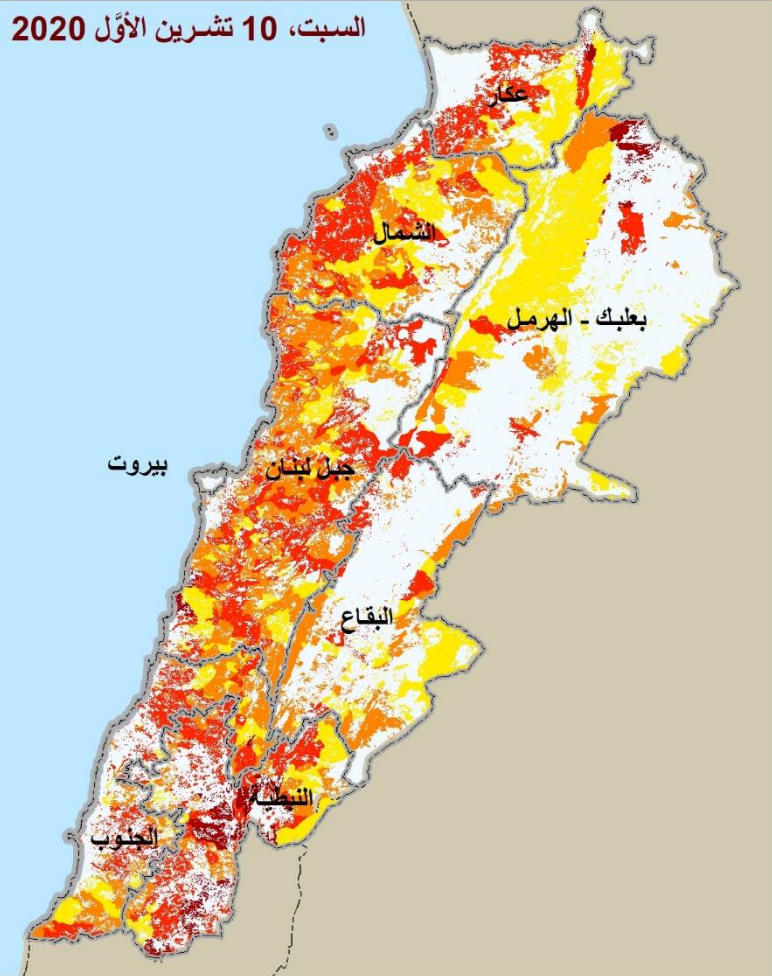 السبت، 10 تشرين الأوَّل 2020
عكار
الشمال
بعلبك - الهرمل
بيروت
جبل لبنان
البقاع
النبطية
الجنوب